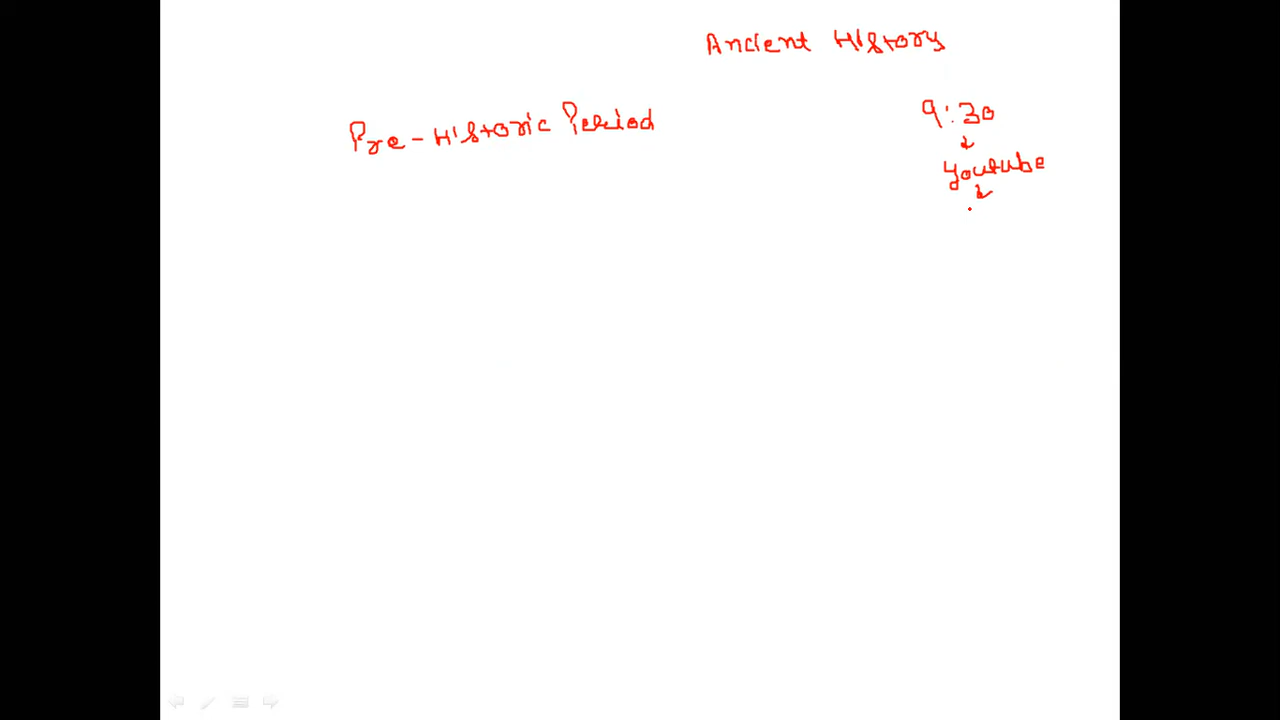 Ancient History
Pre-Historic Period
9:30
↓
Youtube
↓